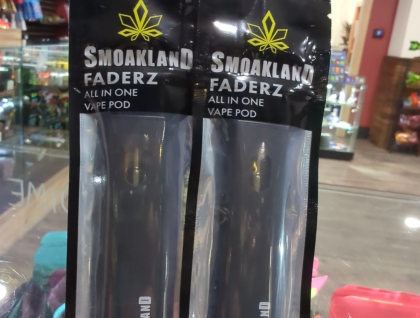 SMOAKLAND
FADERZ
ALL IN ONE
VAPE POD
SMOAKLAND
FADERZ
ALL IN ONE
VAPE POD